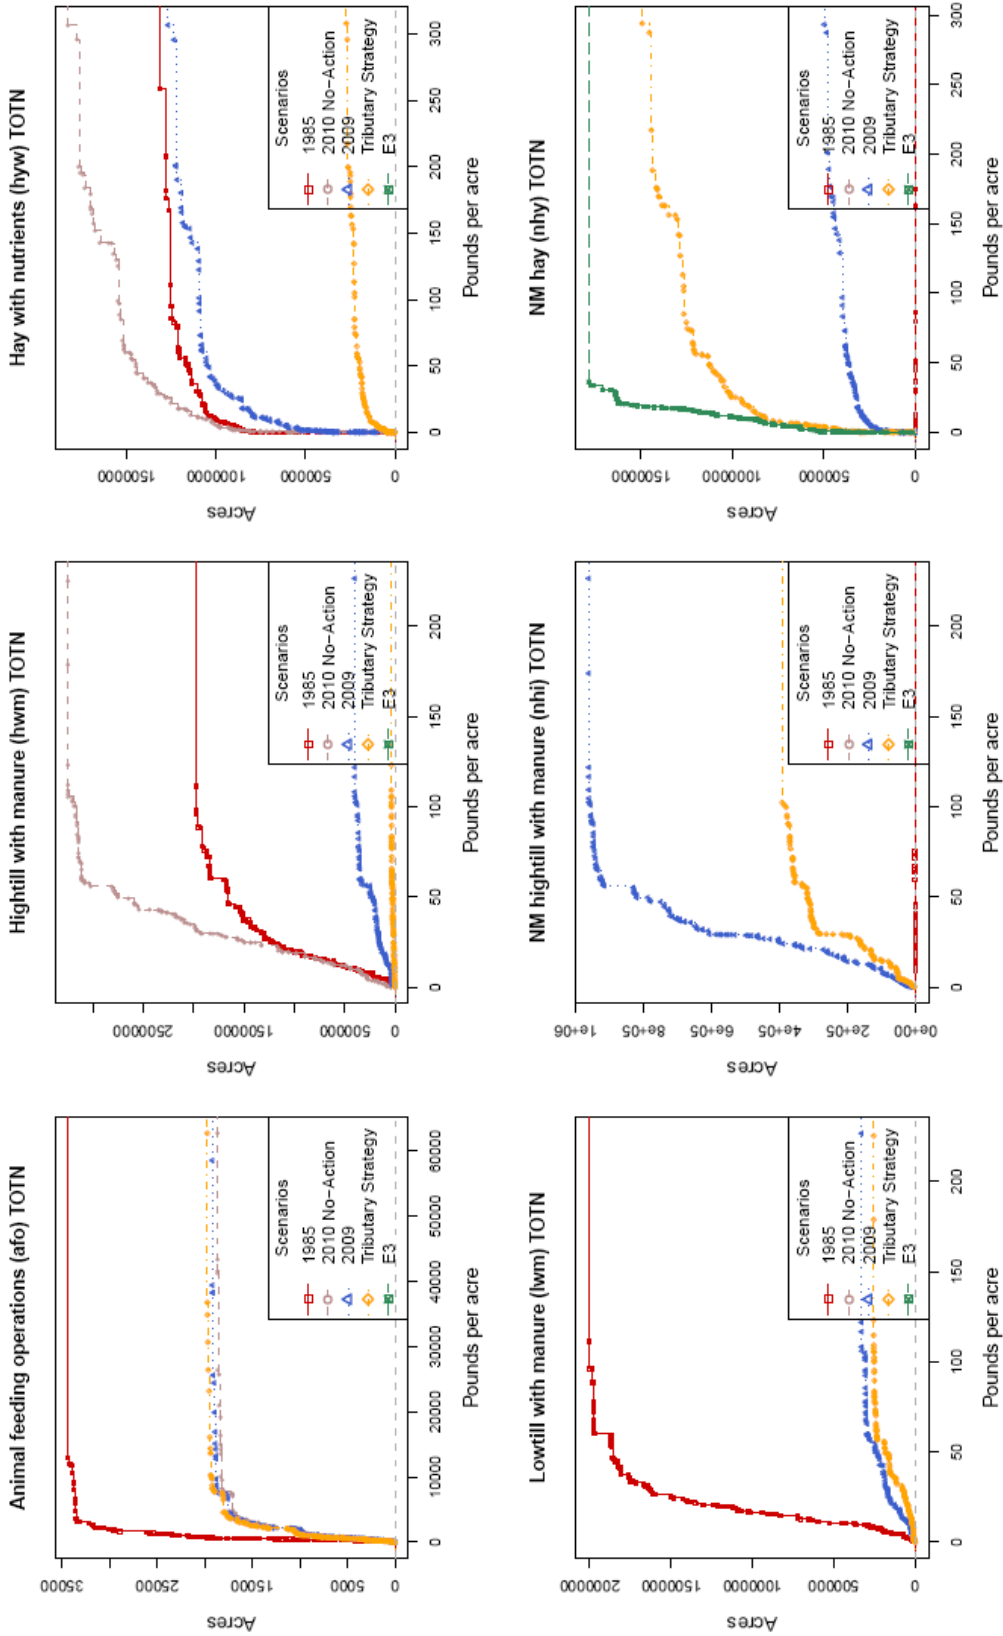 Animal feeding operations (afo) TOTN
Acres
0 5000 15000 25000 35000
Scenarios
1985
2010 No−Action
2009
Tributary Strategy
E3
0 10000 20000 30000 40000 50000 60000
Pounds per acre
Hightill with manure (hwm) TOTN
Acres
0 500000 1500000 2500000
Scenarios
1985
2010 No−Action
2009
Tributary Strategy
E3
0 50 100 150 200
Pounds per acre
Hay with nutrients (hyw) TOTN
Acres
0 500000 1000000 1500000
Scenarios
1985
2010 No−Action
2009
Tributary Strategy
E3
0 50 100 150 200 250 300
Pounds per acre
Lowtill with manure (lwm) TOTN
Acres
0 500000 1000000 1500000 2000000
Scenarios
1985
2010 No−Action
2009
Tributary Strategy
E3
0 50 100 150 200
Pounds per acre
NM hightill with manure (nhi) TOTN
Acres
0e+00 2e+05 4e+05 6e+05 8e+05 1e+06
Scenarios
1985
2010 No−Action
2009
Tributary Strategy
E3
0 50 100 150 200
Pounds per acre
NM hay (nhy) TOTN
Acres
0 500000 1000000 1500000
Scenarios
1985
2010 No−Action
2009
Tributary Strategy
E3
0 50 100 150 200 250 300
Pounds per acre